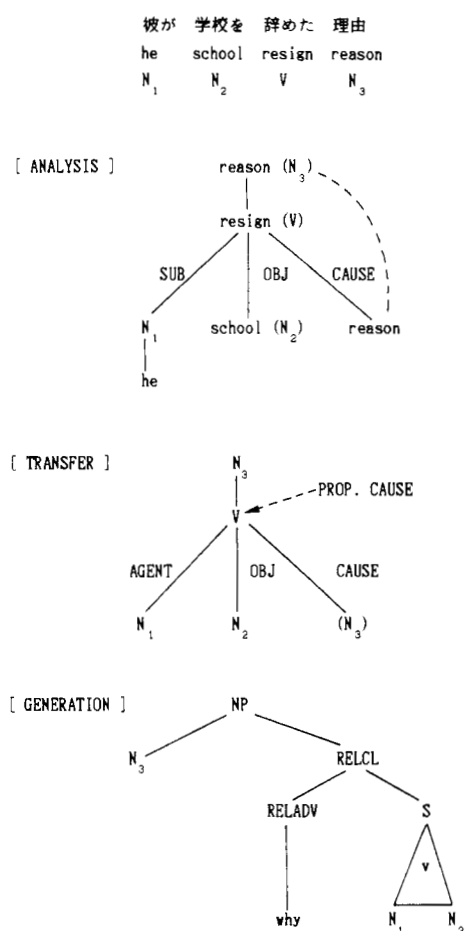 彼が 学校を 辞めた 理由
he school resign reason
N₁ N₂ V N₃
[ ANALYSIS ]
reason (N₃)
resign (V)
SUB OBJ CAUSE
N₁ school (N₂) reason
he
[ TRANSFER ]
N₃
PROP. CAUSE
V
AGENT OBJ CAUSE
N₁ N₂ (N₃)
[ GENERATION ] NP
N₃ RELCL
RELADV S
v
why N₁ N₂